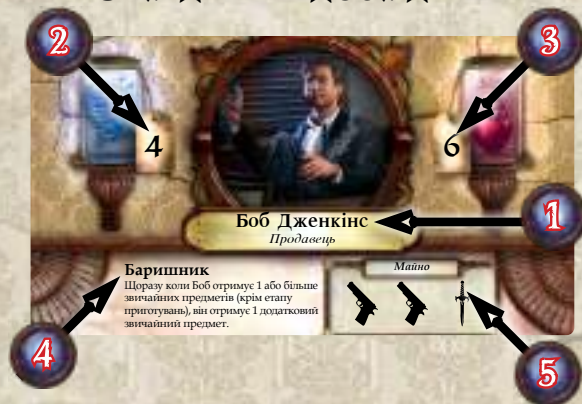 2
3
4
6
Боб Дженкінс
1
Продавець
Баришник
Щоразу коли Боб отримує 1 або більше
звичайних предметів (крім етапу
приготувань), він отримує 1 додатковий
звичайний предмет.
Майно
4
5